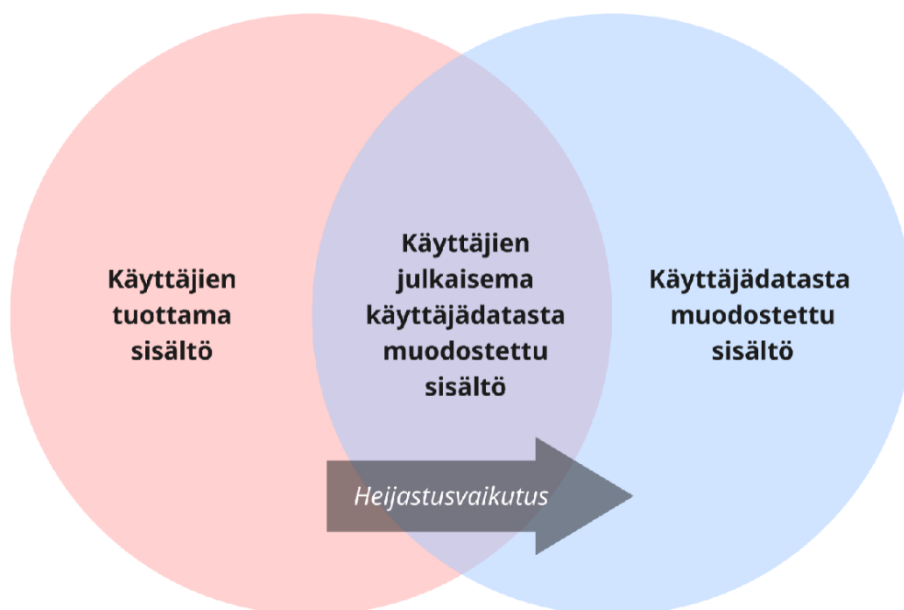 Käyttäjien
tuottama
sisältö
Käyttäjien
julkaisema
käyttäjädatasta
muodostettu
sisältö
Käyttäjädatasta
muodostettu
sisältö
Heijastusvaikutus